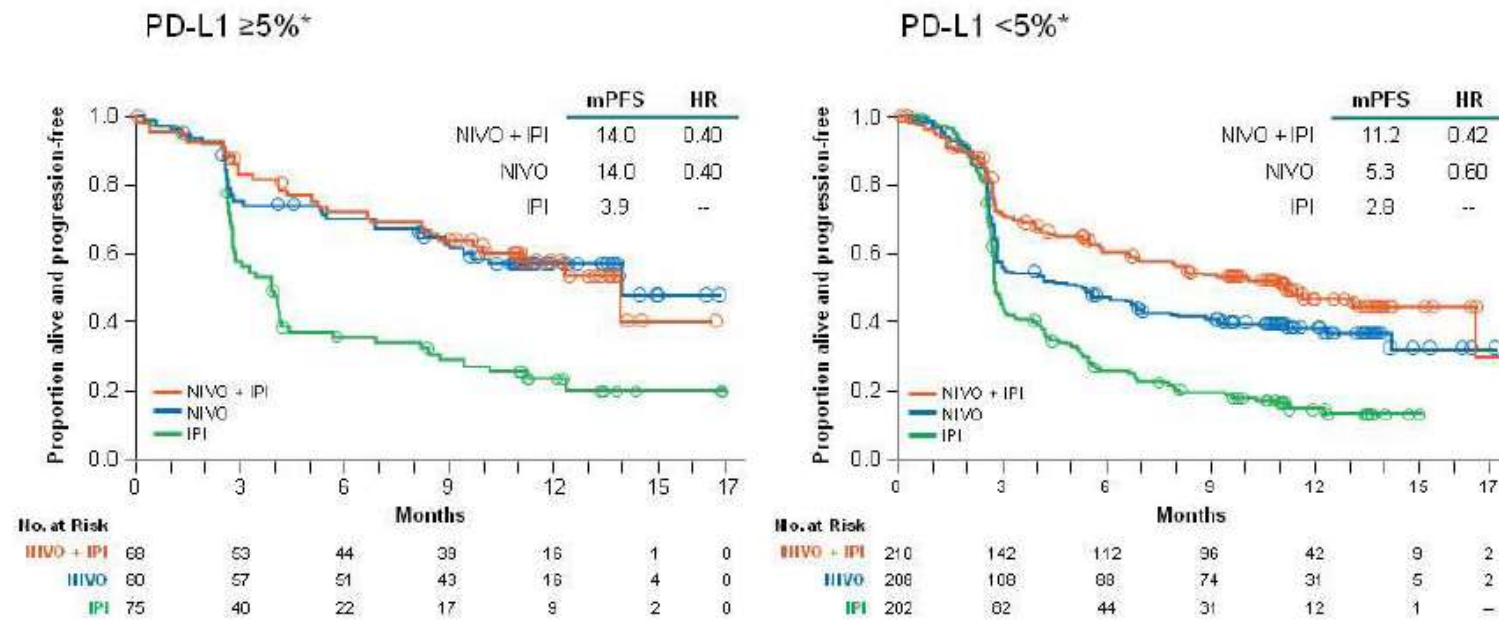 PD-L1 ≥5%*
mPFS HR
NIVO + IPI 14.0 0.40
NIVO 14.0 0.40
IPI 3.9 --
Proportion alive and progression-free
1.0
0.8
0.6
0.4
0.2
0.0
NIVO + IPI
NIVO
IPI
0 3 6 9 12 15 17
Months
No. at Risk
NIVO + IPI 68 53 44 39 16 1 0
NIVO 80 57 51 43 16 4 0
IPI 75 40 22 17 9 2 0
PD-L1 <5%*
mPFS HR
NIVO + IPI 11.2 0.42
NIVO 5.3 0.60
IPI 2.8 --
Proportion alive and progression-free
1.0
0.8
0.6
0.4
0.2
0.0
NIVO + IPI
NIVO
IPI
0 3 6 9 12 15 17
Months
No. at Risk
NIVO + IPI 210 142 112 96 42 9 2
NIVO 208 108 88 74 31 5 2
IPI 202 82 44 31 12 1 --